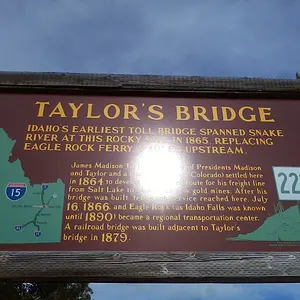 TAYLOR'S BRIDGE
IDAHO'S EARLIEST TOLL BRIDGE SPANNED SNAKE
RIVER AT THIS ROCKY IN 1865, REPLACING
EAGLE ROCK FERRY UPSTREAM.
James Madison Presidents Madison
and Taylor and a Colorado) settled here
in 1864 to route for his freight line
from Salt Lake gold mines. After his
bridge was built, service reached here, July
16, 1866, and Eagle Rock (as Idaho Falls was known
until 1890) became a regional transportation center.
A railroad bridge was built adjacent to Taylor's
bridge in 1879.
15
22